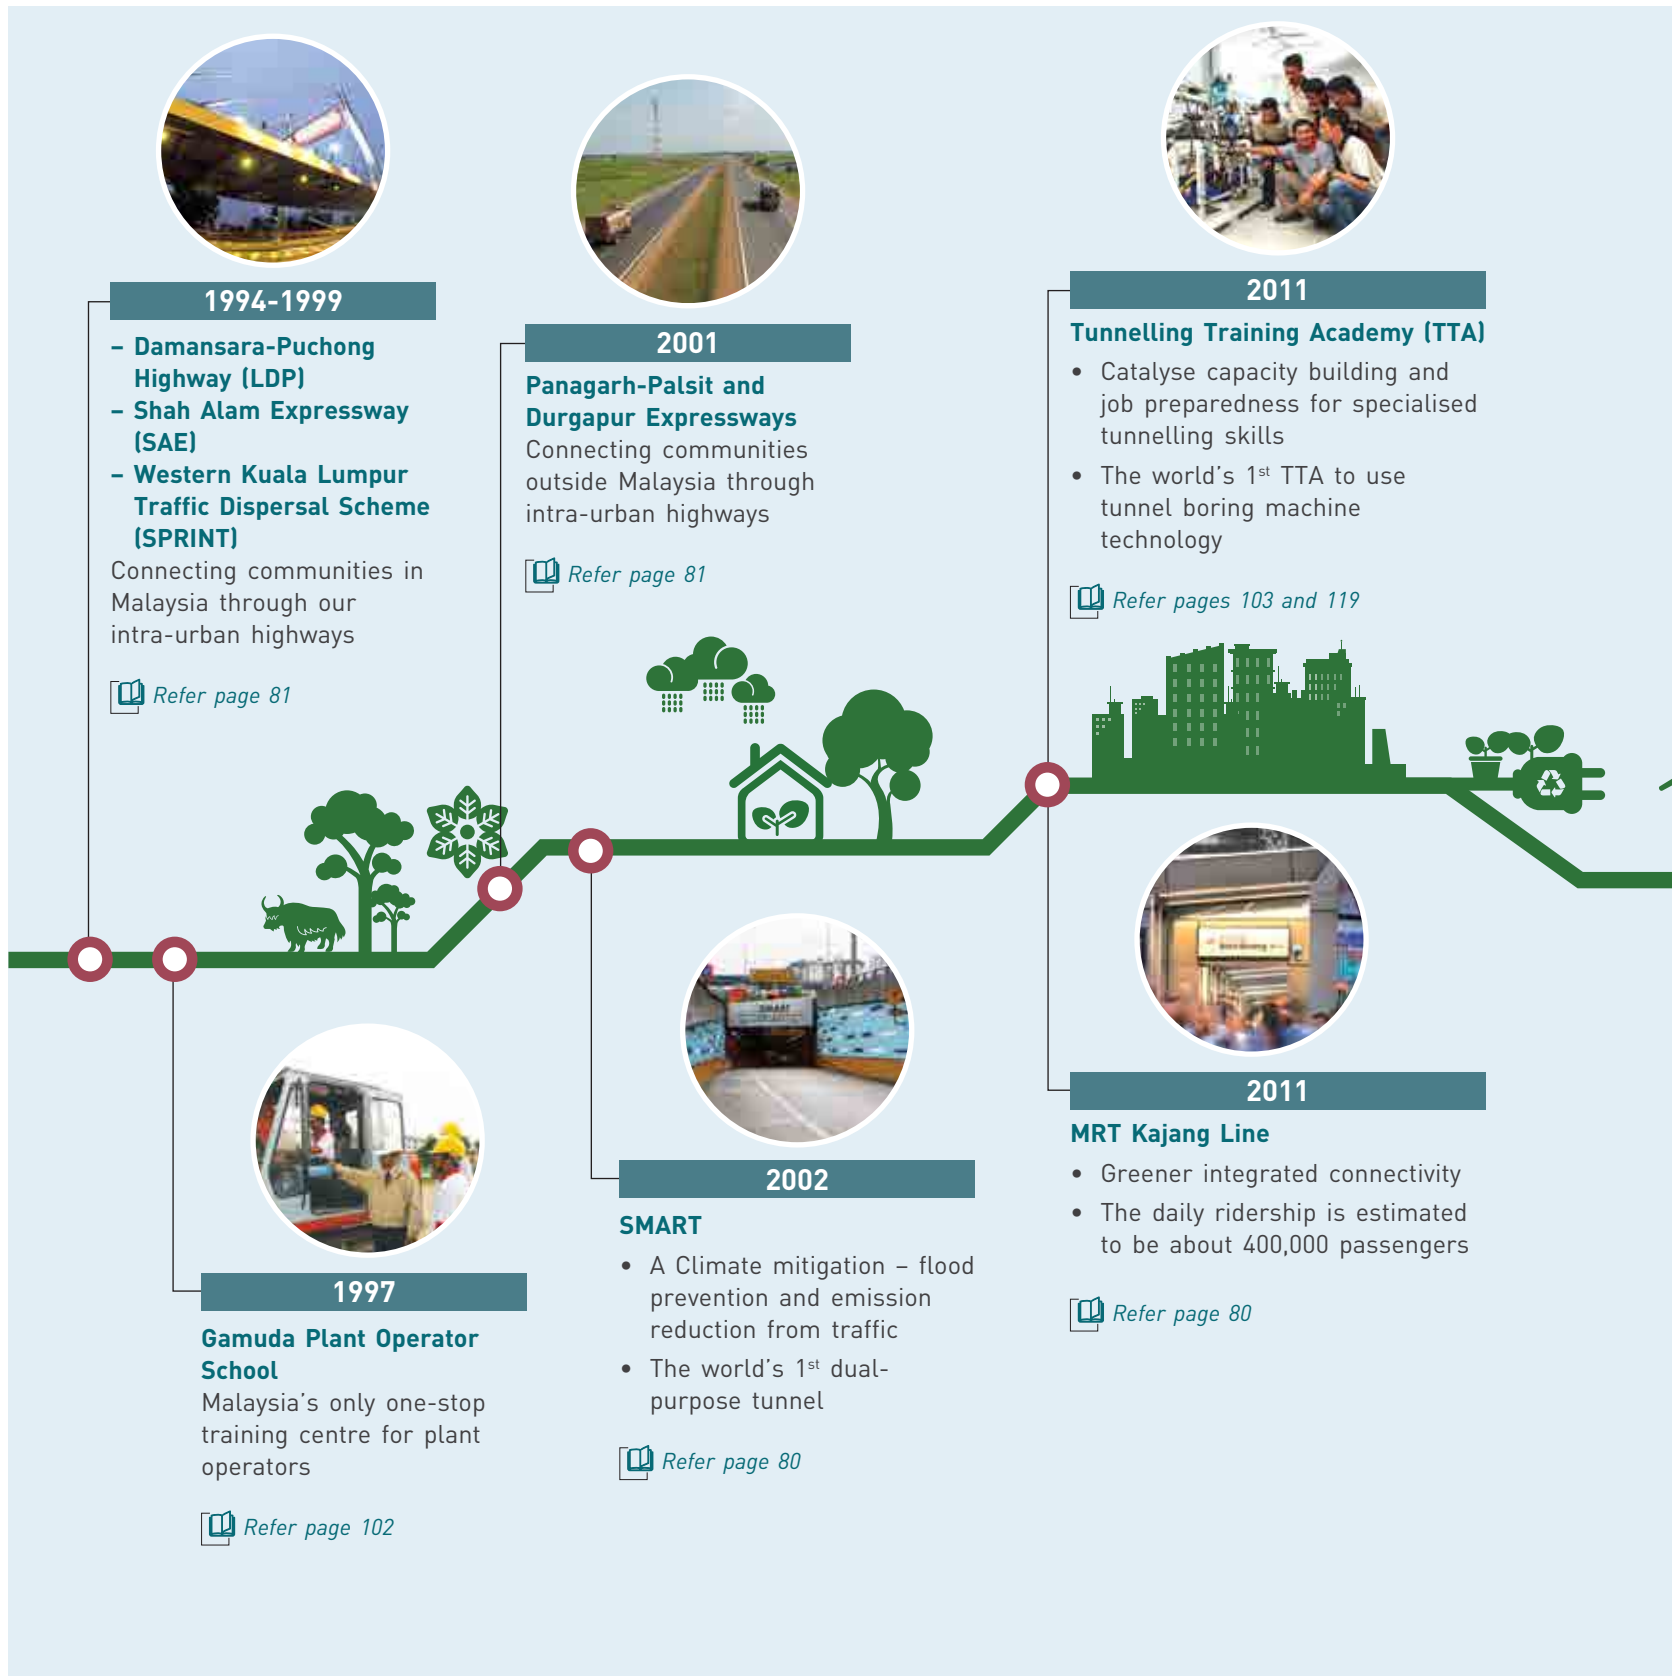 1994-1999
– Damansara-Puchong
Highway (LDP)
– Shah Alam Expressway
(SAE)
– Western Kuala Lumpur
Traffic Dispersal Scheme
(SPRINT)
Connecting communities in
Malaysia through our
intra-urban highways
Refer page 81
1997
Gamuda Plant Operator
School
Malaysia's only one-stop
training centre for plant
operators
Refer page 102
2001
Panagarh-Palsit and
Durgapur Expressways
Connecting communities
outside Malaysia through
intra-urban highways
Refer page 81
SMART
2002
SMART
• A Climate mitigation – flood
prevention and emission
reduction from traffic
• The world's 1st dual-
purpose tunnel
Refer page 80
2011
Tunnelling Training Academy (TTA)
• Catalyse capacity building and
job preparedness for specialised
tunnelling skills
• The world's 1st TTA to use
tunnel boring machine
technology
Refer pages 103 and 119
2011
MRT Kajang Line
• Greener integrated connectivity
• The daily ridership is estimated
to be about 400,000 passengers
Refer page 80